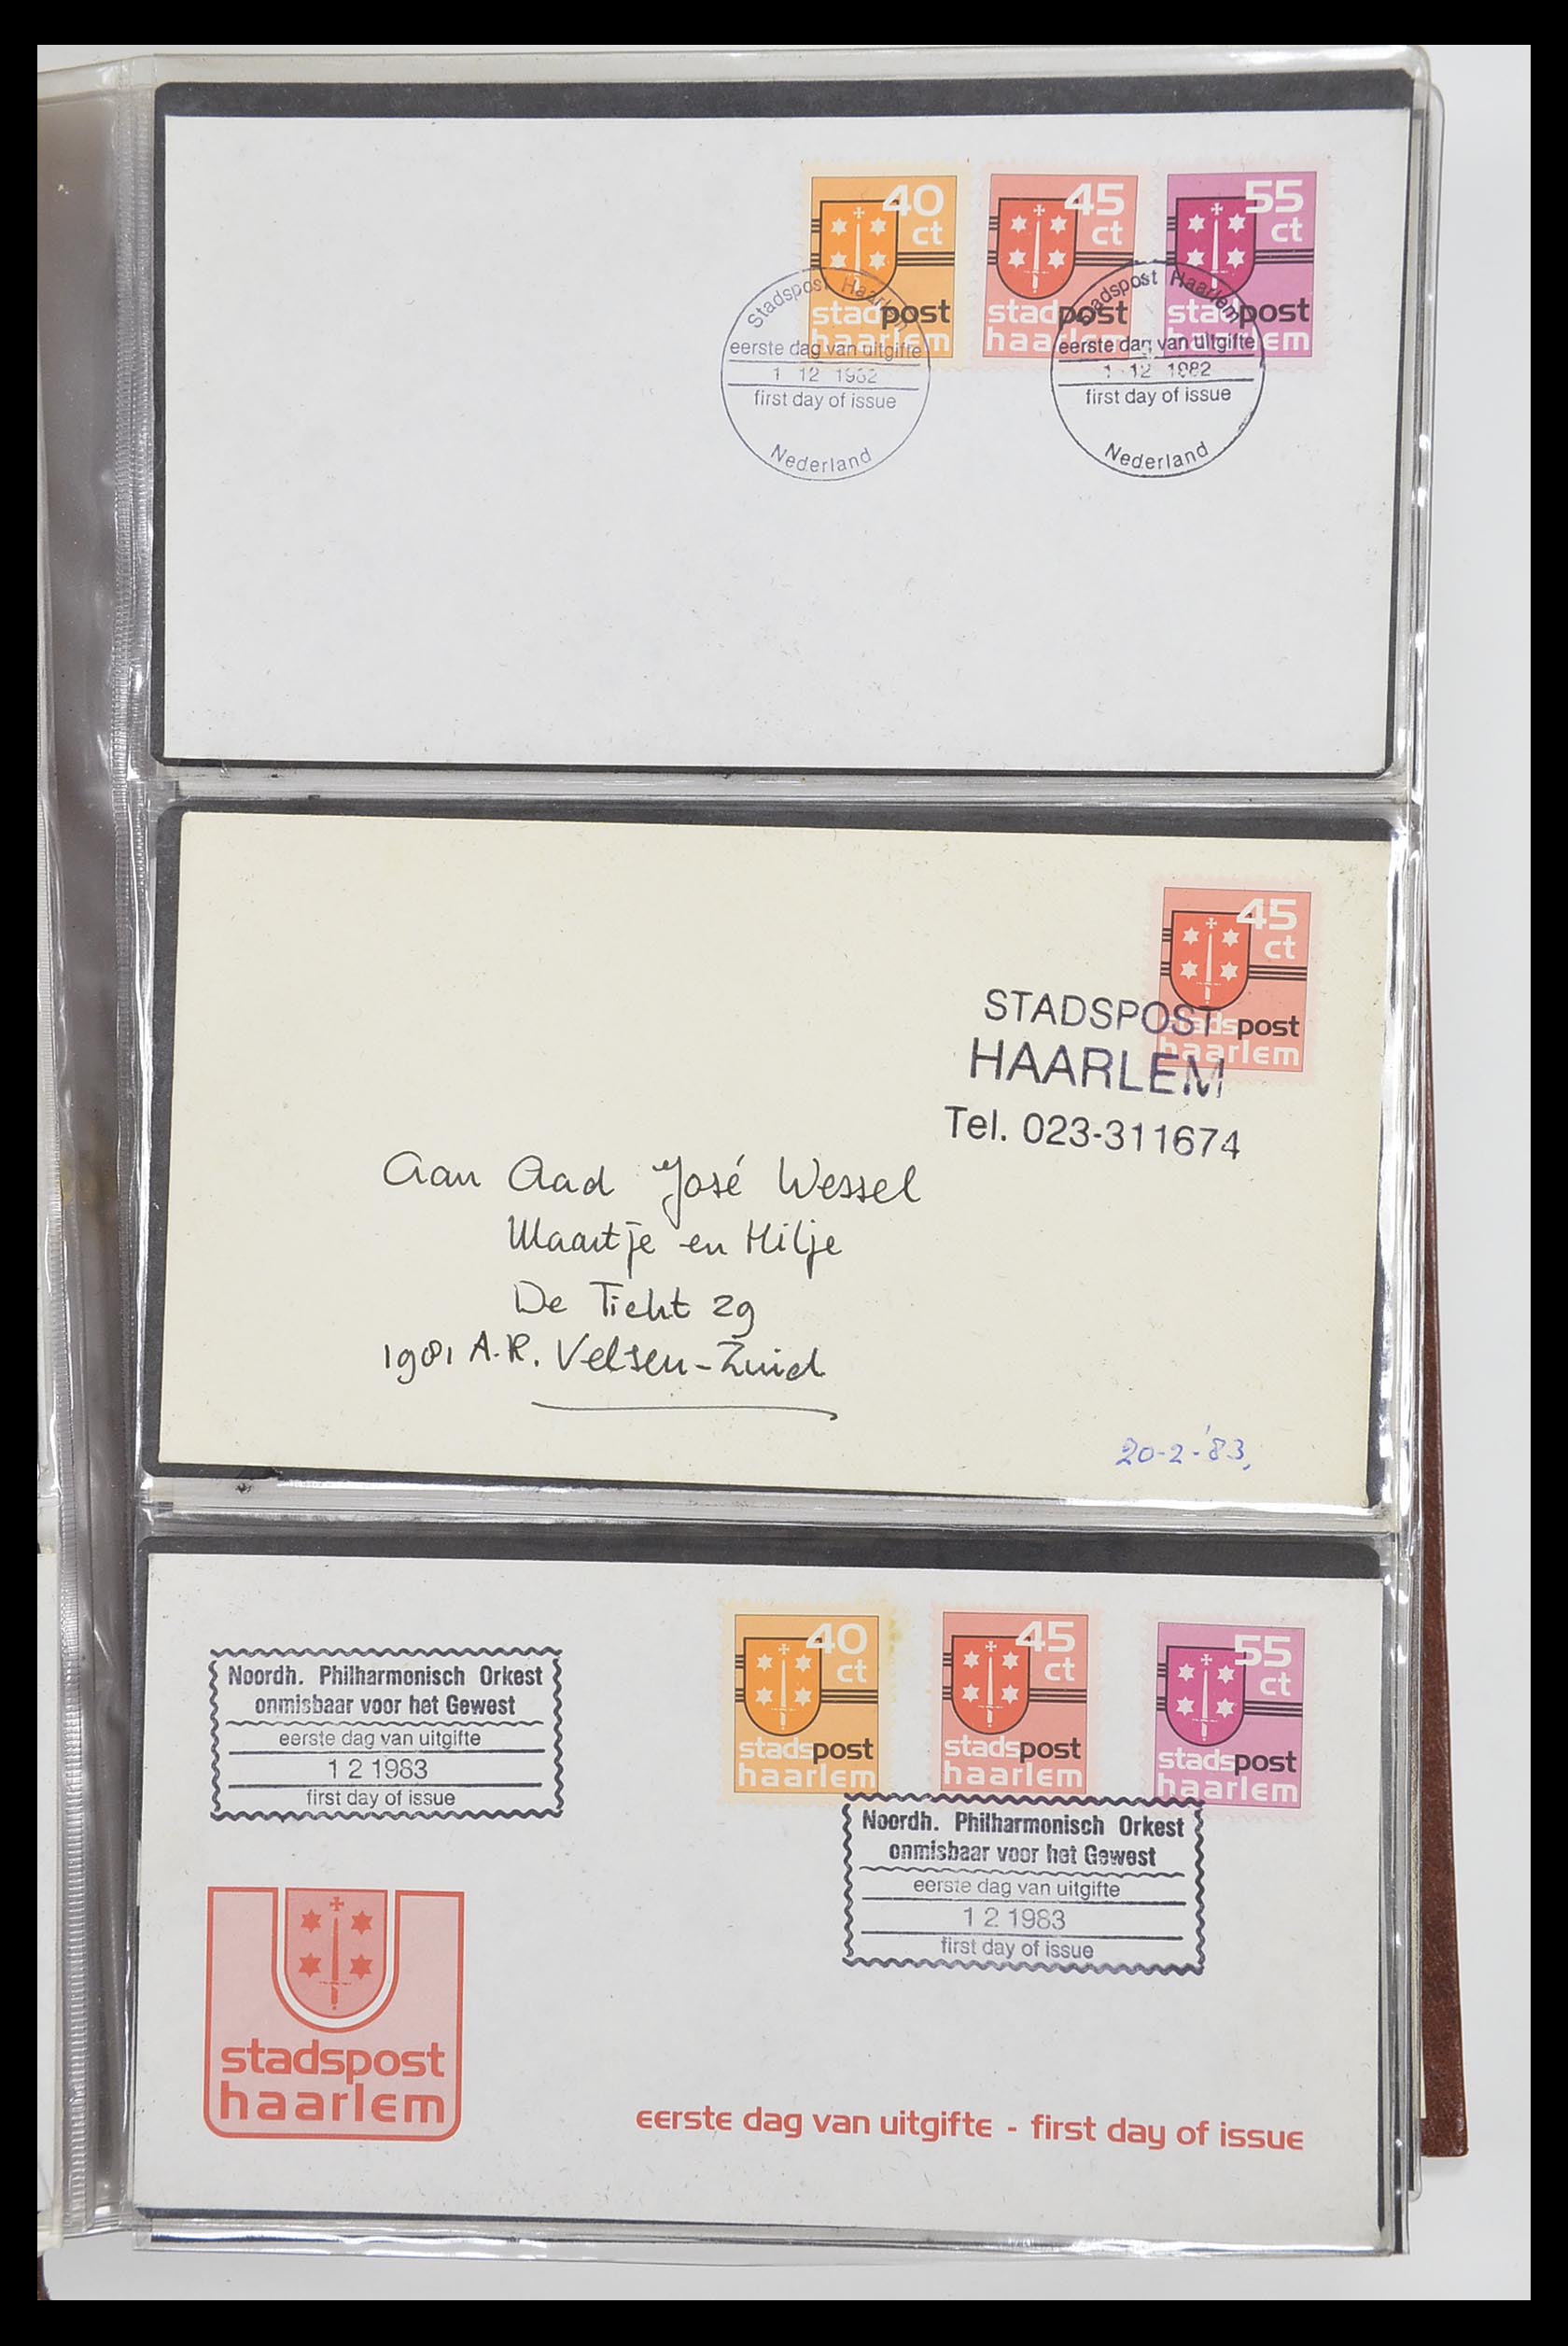 40
ct
stadspost
haarlem
45
ct
stadspost
haarlem
55
ct
stadspost
haarlem
Stadspost Haarlem
eerste dag van uitgifte
1 12 1982
first day of issue
Nederland
Stadspost Haarlem
eerste dag van uitgifte
1 12 1982
first day of issue
Nederland
45
ct
stadspost
haarlem
STADSPOST
HAARLEM
Tel. 023-311674
Aan Aad José Wessel
Maartje en Hilje
De Ticht 29
1981 A.R. Velsen-Zuid
20-2-'83,
40
ct
stadspost
haarlem
45
ct
stadspost
haarlem
55
ct
stadspost
haarlem
Noordh. Philharmonisch Orkest
onmisbaar voor het Gewest
eerste dag van uitgifte
1 2 1983
first day of issue
Noordh. Philharmonisch Orkest
onmisbaar voor het Gewest
eerste dag van uitgifte
1 2 1983
first day of issue
stadspost
haarlem
eerste dag van uitgifte - first day of issue